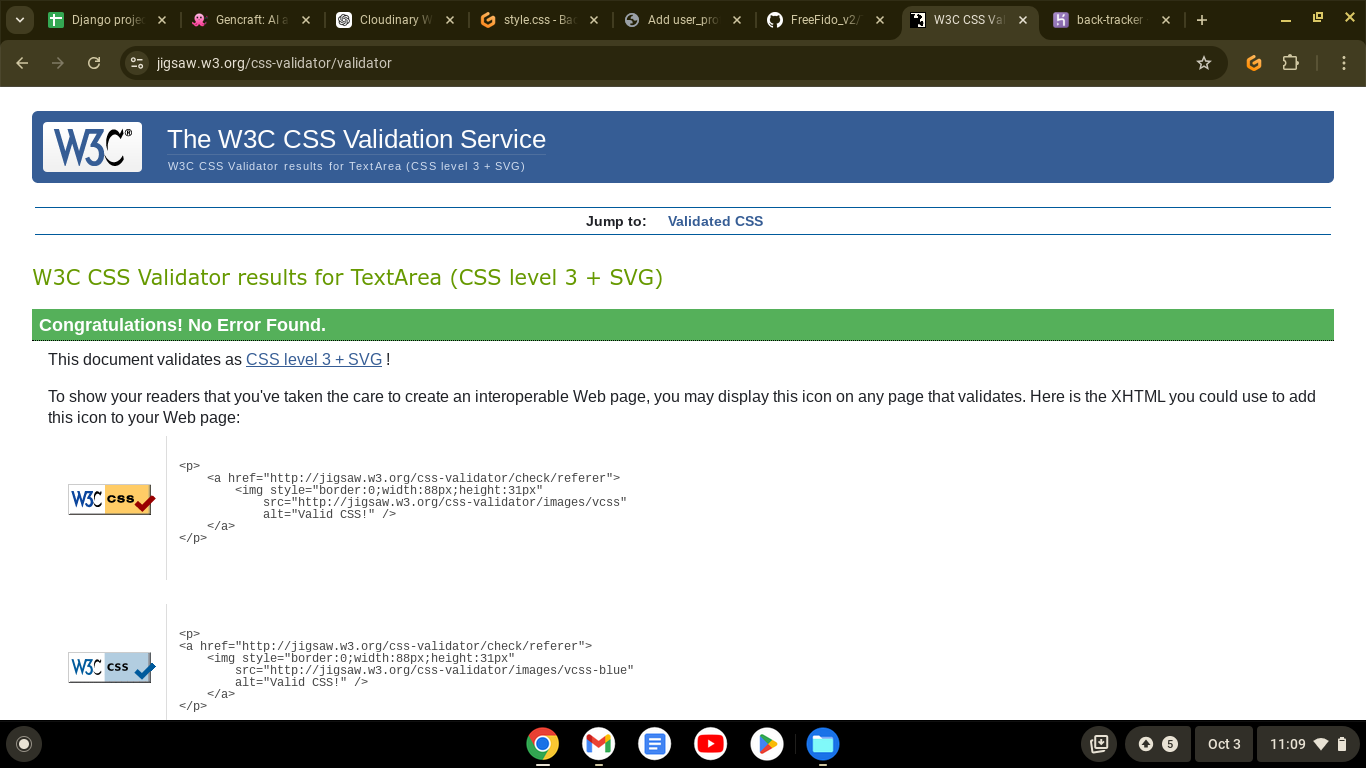 Django projec
Gencraft: AI a
Cloudinary W
style.css - Bac
Add user_pro
FreeFido_v2/
W3C CSS Val
back-tracker
jigsaw.w3.org/css-validator/validator
W3C®
The W3C CSS Validation Service
W3C CSS Validator results for TextArea (CSS level 3 + SVG)
Jump to: Validated CSS
W3C CSS Validator results for TextArea (CSS level 3 + SVG)
Congratulations! No Error Found.
This document validates as CSS level 3 + SVG !
To show your readers that you've taken the care to create an interoperable Web page, you may display this icon on any page that validates. Here is the XHTML you could use to add
this icon to your Web page:
W3C css
<p>
<a href="http://jigsaw.w3.org/css-validator/check/referer">
<img style="border:0;width:88px;height:31px"
src="http://jigsaw.w3.org/css-validator/images/vcss"
alt="Valid CSS!" />
</a>
</p>
W3C css
<p>
<a href="http://jigsaw.w3.org/css-validator/check/referer">
<img style="border:0;width:88px;height:31px"
src="http://jigsaw.w3.org/css-validator/images/vcss-blue"
alt="Valid CSS!" />
</a>
</p>
5
Oct 3
11:09